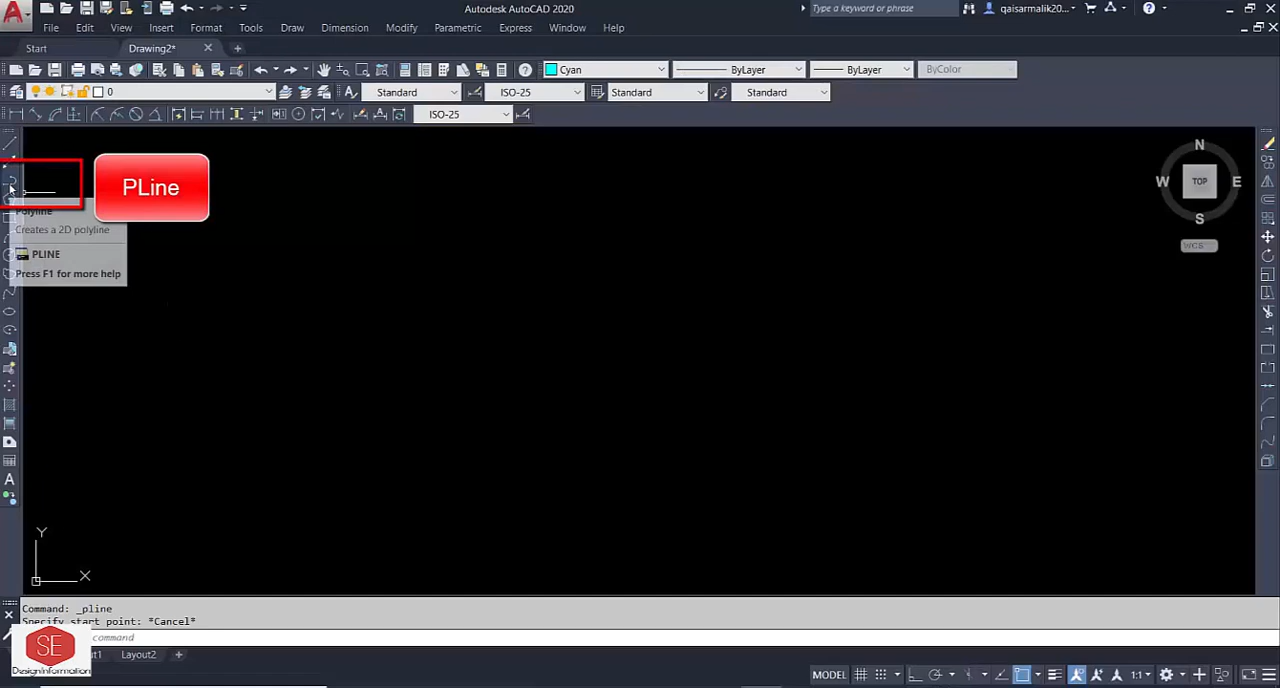 Autodesk AutoCAD 2020
Type a keyword or phrase
qaisarmalik20...
File Edit View Insert Format Tools Draw Dimension Modify Parametric Express Window Help
Start Drawing2*
Cyan ByLayer ByLayer ByColor
0 Standard ISO-25 Standard Standard
ISO-25
PLine
Polyline
Creates a 2D polyline
PLINE
Press F1 for more help
N
W TOP E
S
WCS
Y
X
Command: _pline
Specify start point: *Cancel*
command
SE
Design Information
Layout2
MODEL 1:1